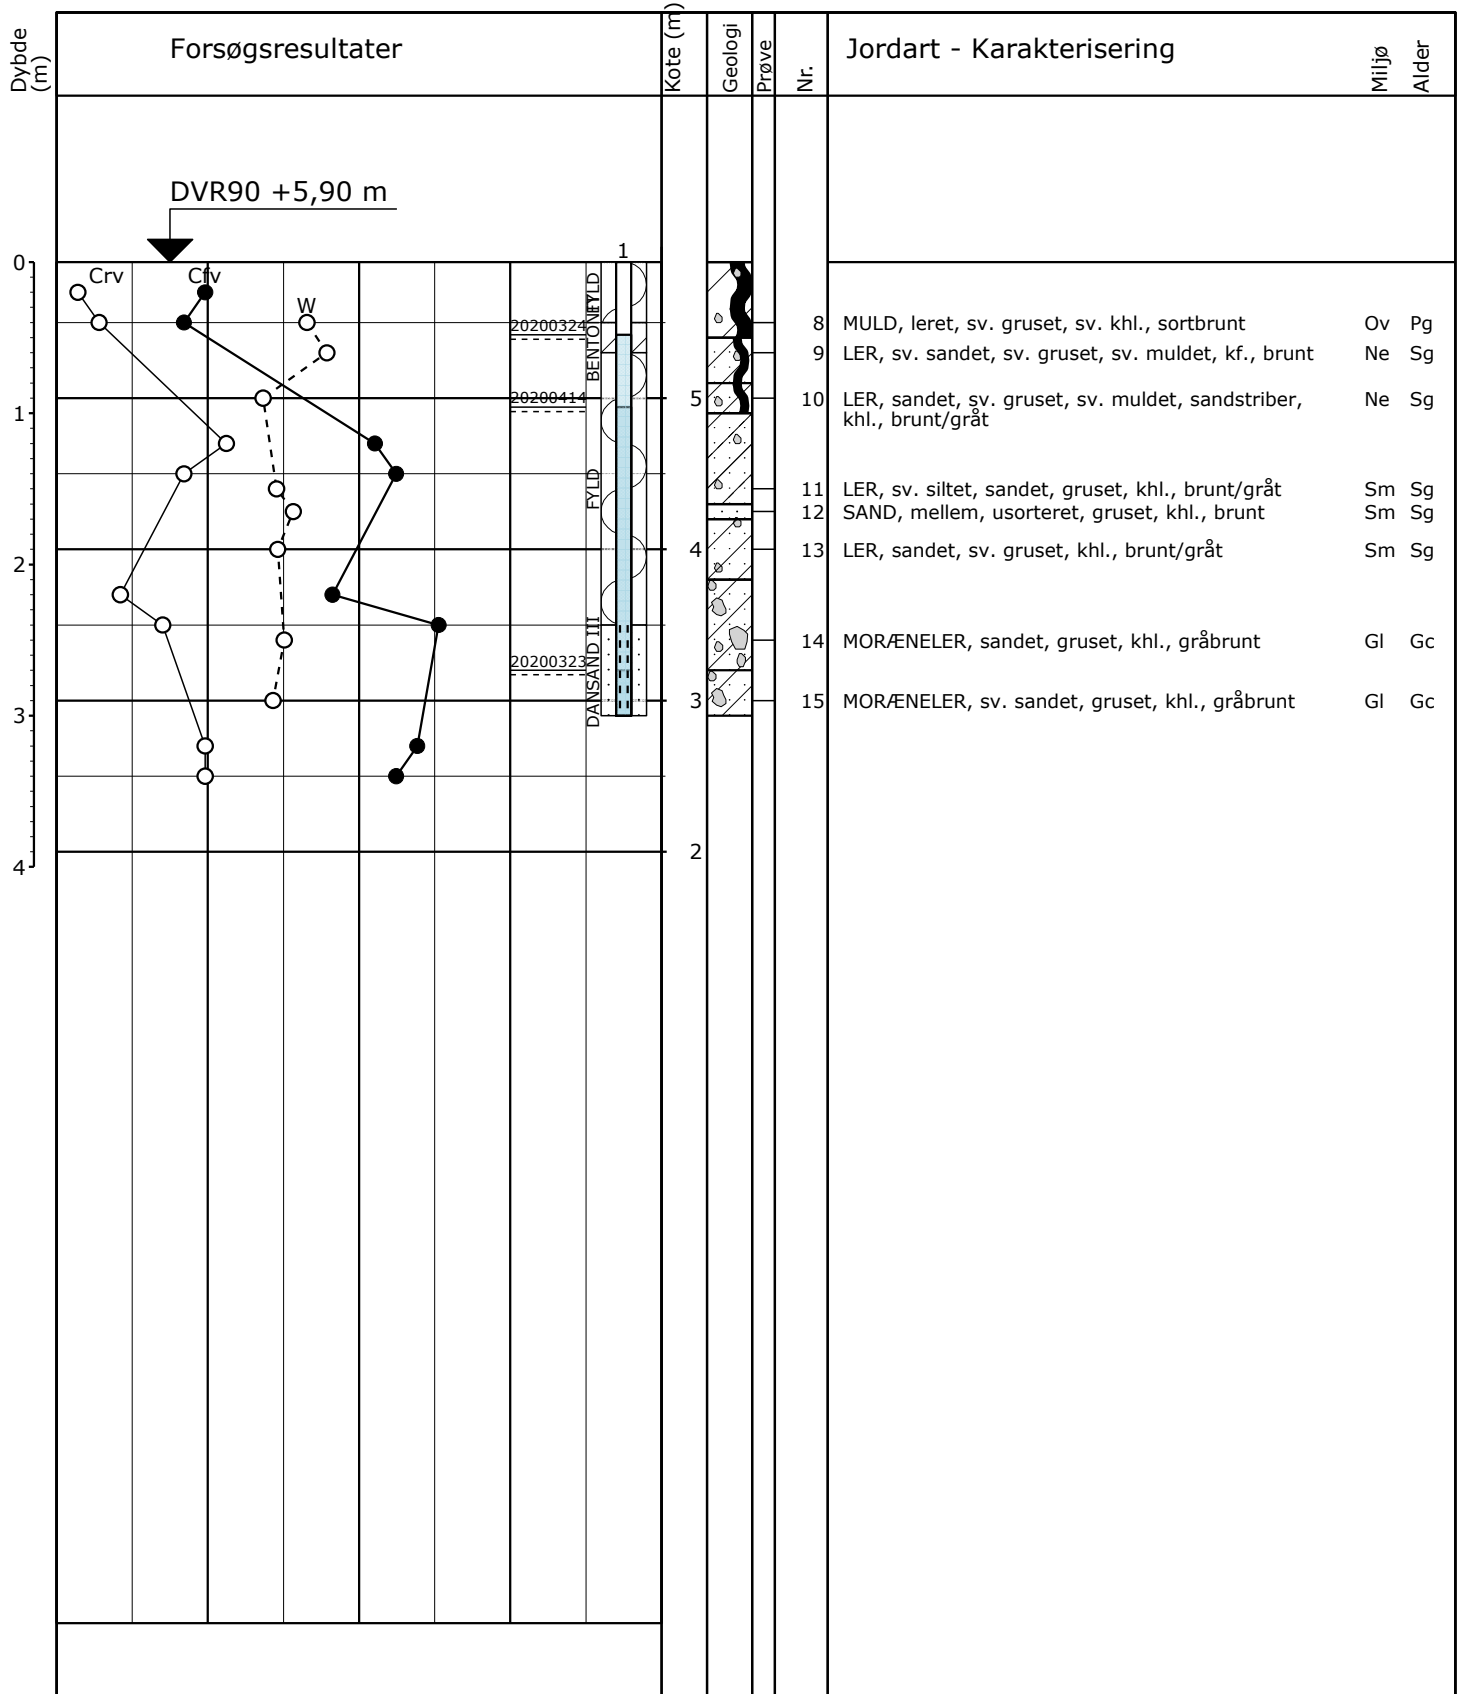 Dybde
(m)
Forsøgsresultater
Kote (m)
Geologi
Prøve
Nr.
Jordart - Karakterisering
Miljø
Alder
DVR90 +5,90 m
1
0
Crv
Cfv
W
FYLD
BENTONIT
20200324
8 MULD, leret, sv. gruset, sv. khl., sortbrunt Ov Pg
9 LER, sv. sandet, sv. gruset, sv. muldet, kf., brunt Ne Sg
20200414
5
10 LER, sandet, sv. gruset, sv. muldet, sandstriber, Ne Sg
khl., brunt/gråt
1
FYLD
11 LER, sv. siltet, sandet, gruset, khl., brunt/gråt Sm Sg
12 SAND, mellem, usorteret, gruset, khl., brunt Sm Sg
4
13 LER, sandet, sv. gruset, khl., brunt/gråt Sm Sg
2
DANSAND III
14 MORÆNELER, sandet, gruset, khl., gråbrunt Gl Gc
20200323
3
15 MORÆNELER, sv. sandet, gruset, khl., gråbrunt Gl Gc
3
2
4